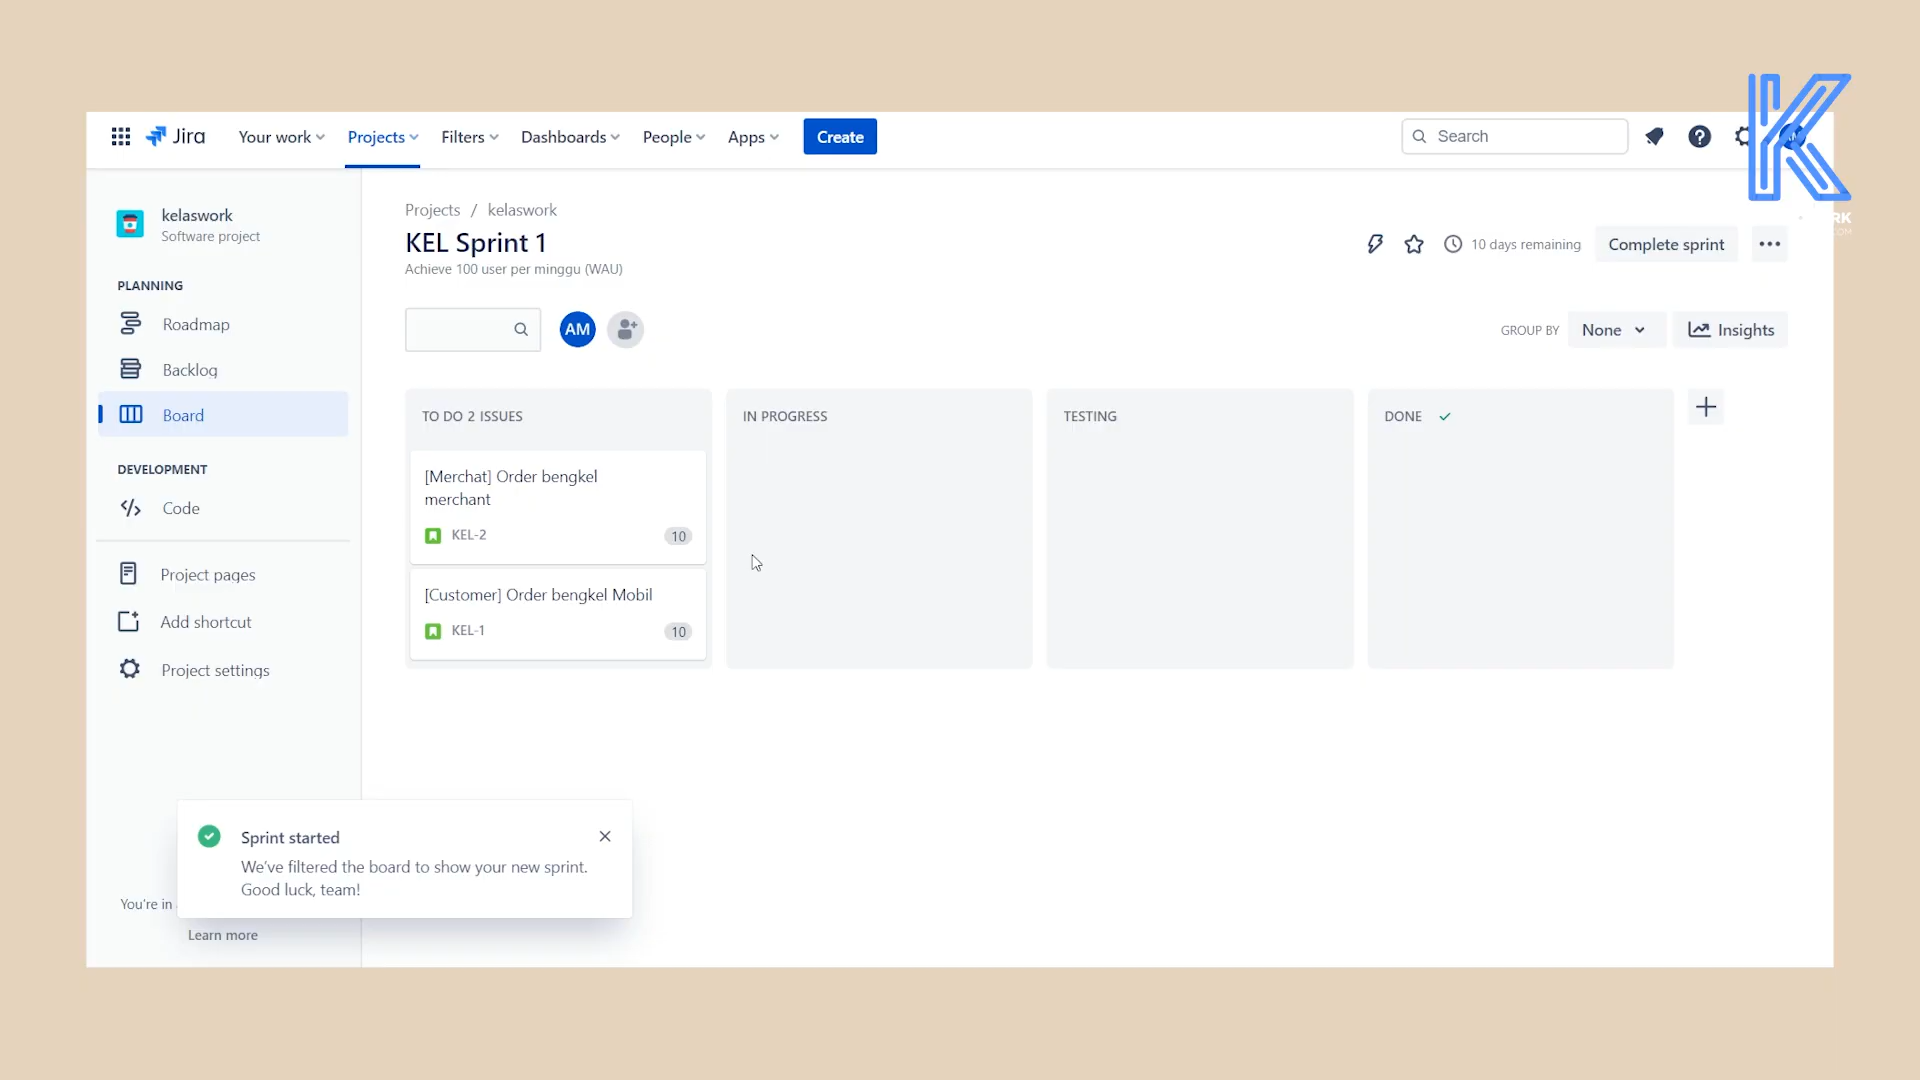 Jira
Your work
Projects
Filters
Dashboards
People
Apps
Create
Search
RK
COM
kelaswork
Software project
PLANNING
Roadmap
Backlog
Board
DEVELOPMENT
Code
Project pages
Add shortcut
Project settings
You're in
Learn more
Projects / kelaswork
KEL Sprint 1
Achieve 100 user per minggu (WAU)
10 days remaining
Complete sprint
AM
GROUP BY
None
Insights
TO DO 2 ISSUES
[Merchat] Order bengkel
merchant
KEL-2
10
[Customer] Order bengkel Mobil
KEL-1
10
IN PROGRESS
TESTING
DONE
Sprint started
We've filtered the board to show your new sprint.
Good luck, team!